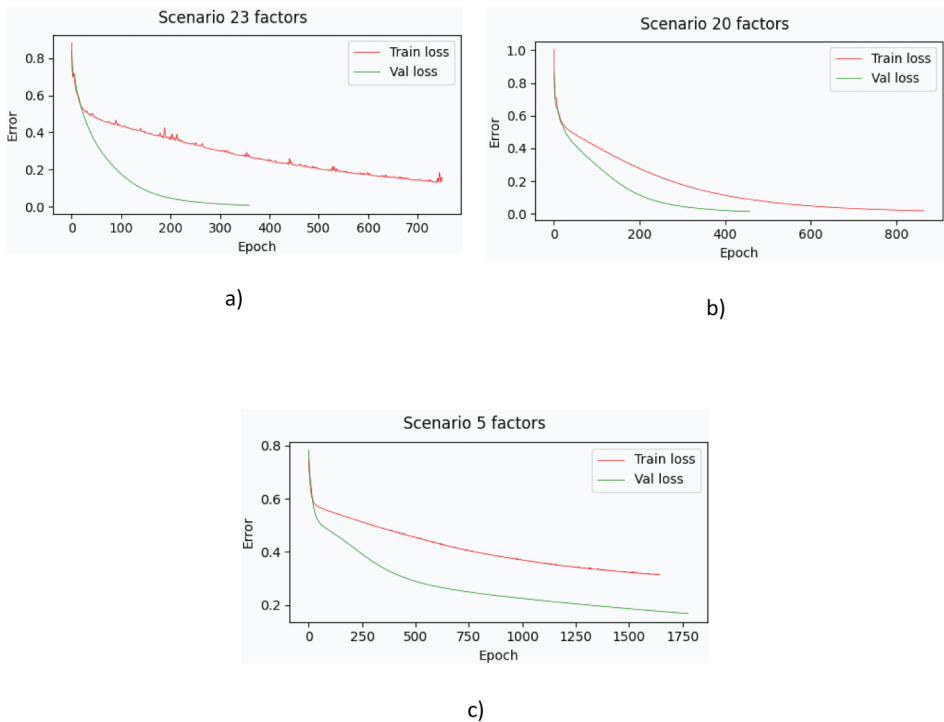 Scenario 23 factors
Error
0.8
0.6
0.4
0.2
0.0
Train loss
Val loss
0 100 200 300 400 500 600 700
Epoch
a)
Scenario 20 factors
Error
1.0
0.8
0.6
0.4
0.2
0.0
Train loss
Val loss
0 200 400 600 800
Epoch
b)
Scenario 5 factors
Error
0.8
0.6
0.4
0.2
Train loss
Val loss
0 250 500 750 1000 1250 1500 1750
Epoch
c)